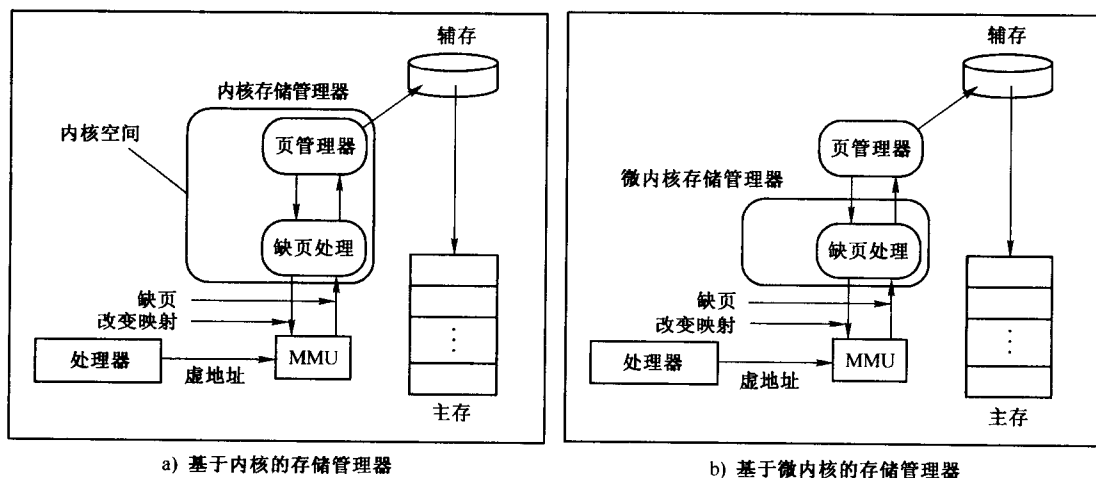 辅存
内核存储管理器
内核空间
页管理器
缺页处理
缺页
改变映射
处理器
MMU
虚地址
主存
a) 基于内核的存储管理器
辅存
页管理器
微内核存储管理器
缺页处理
缺页
改变映射
处理器
MMU
虚地址
主存
b) 基于微内核的存储管理器